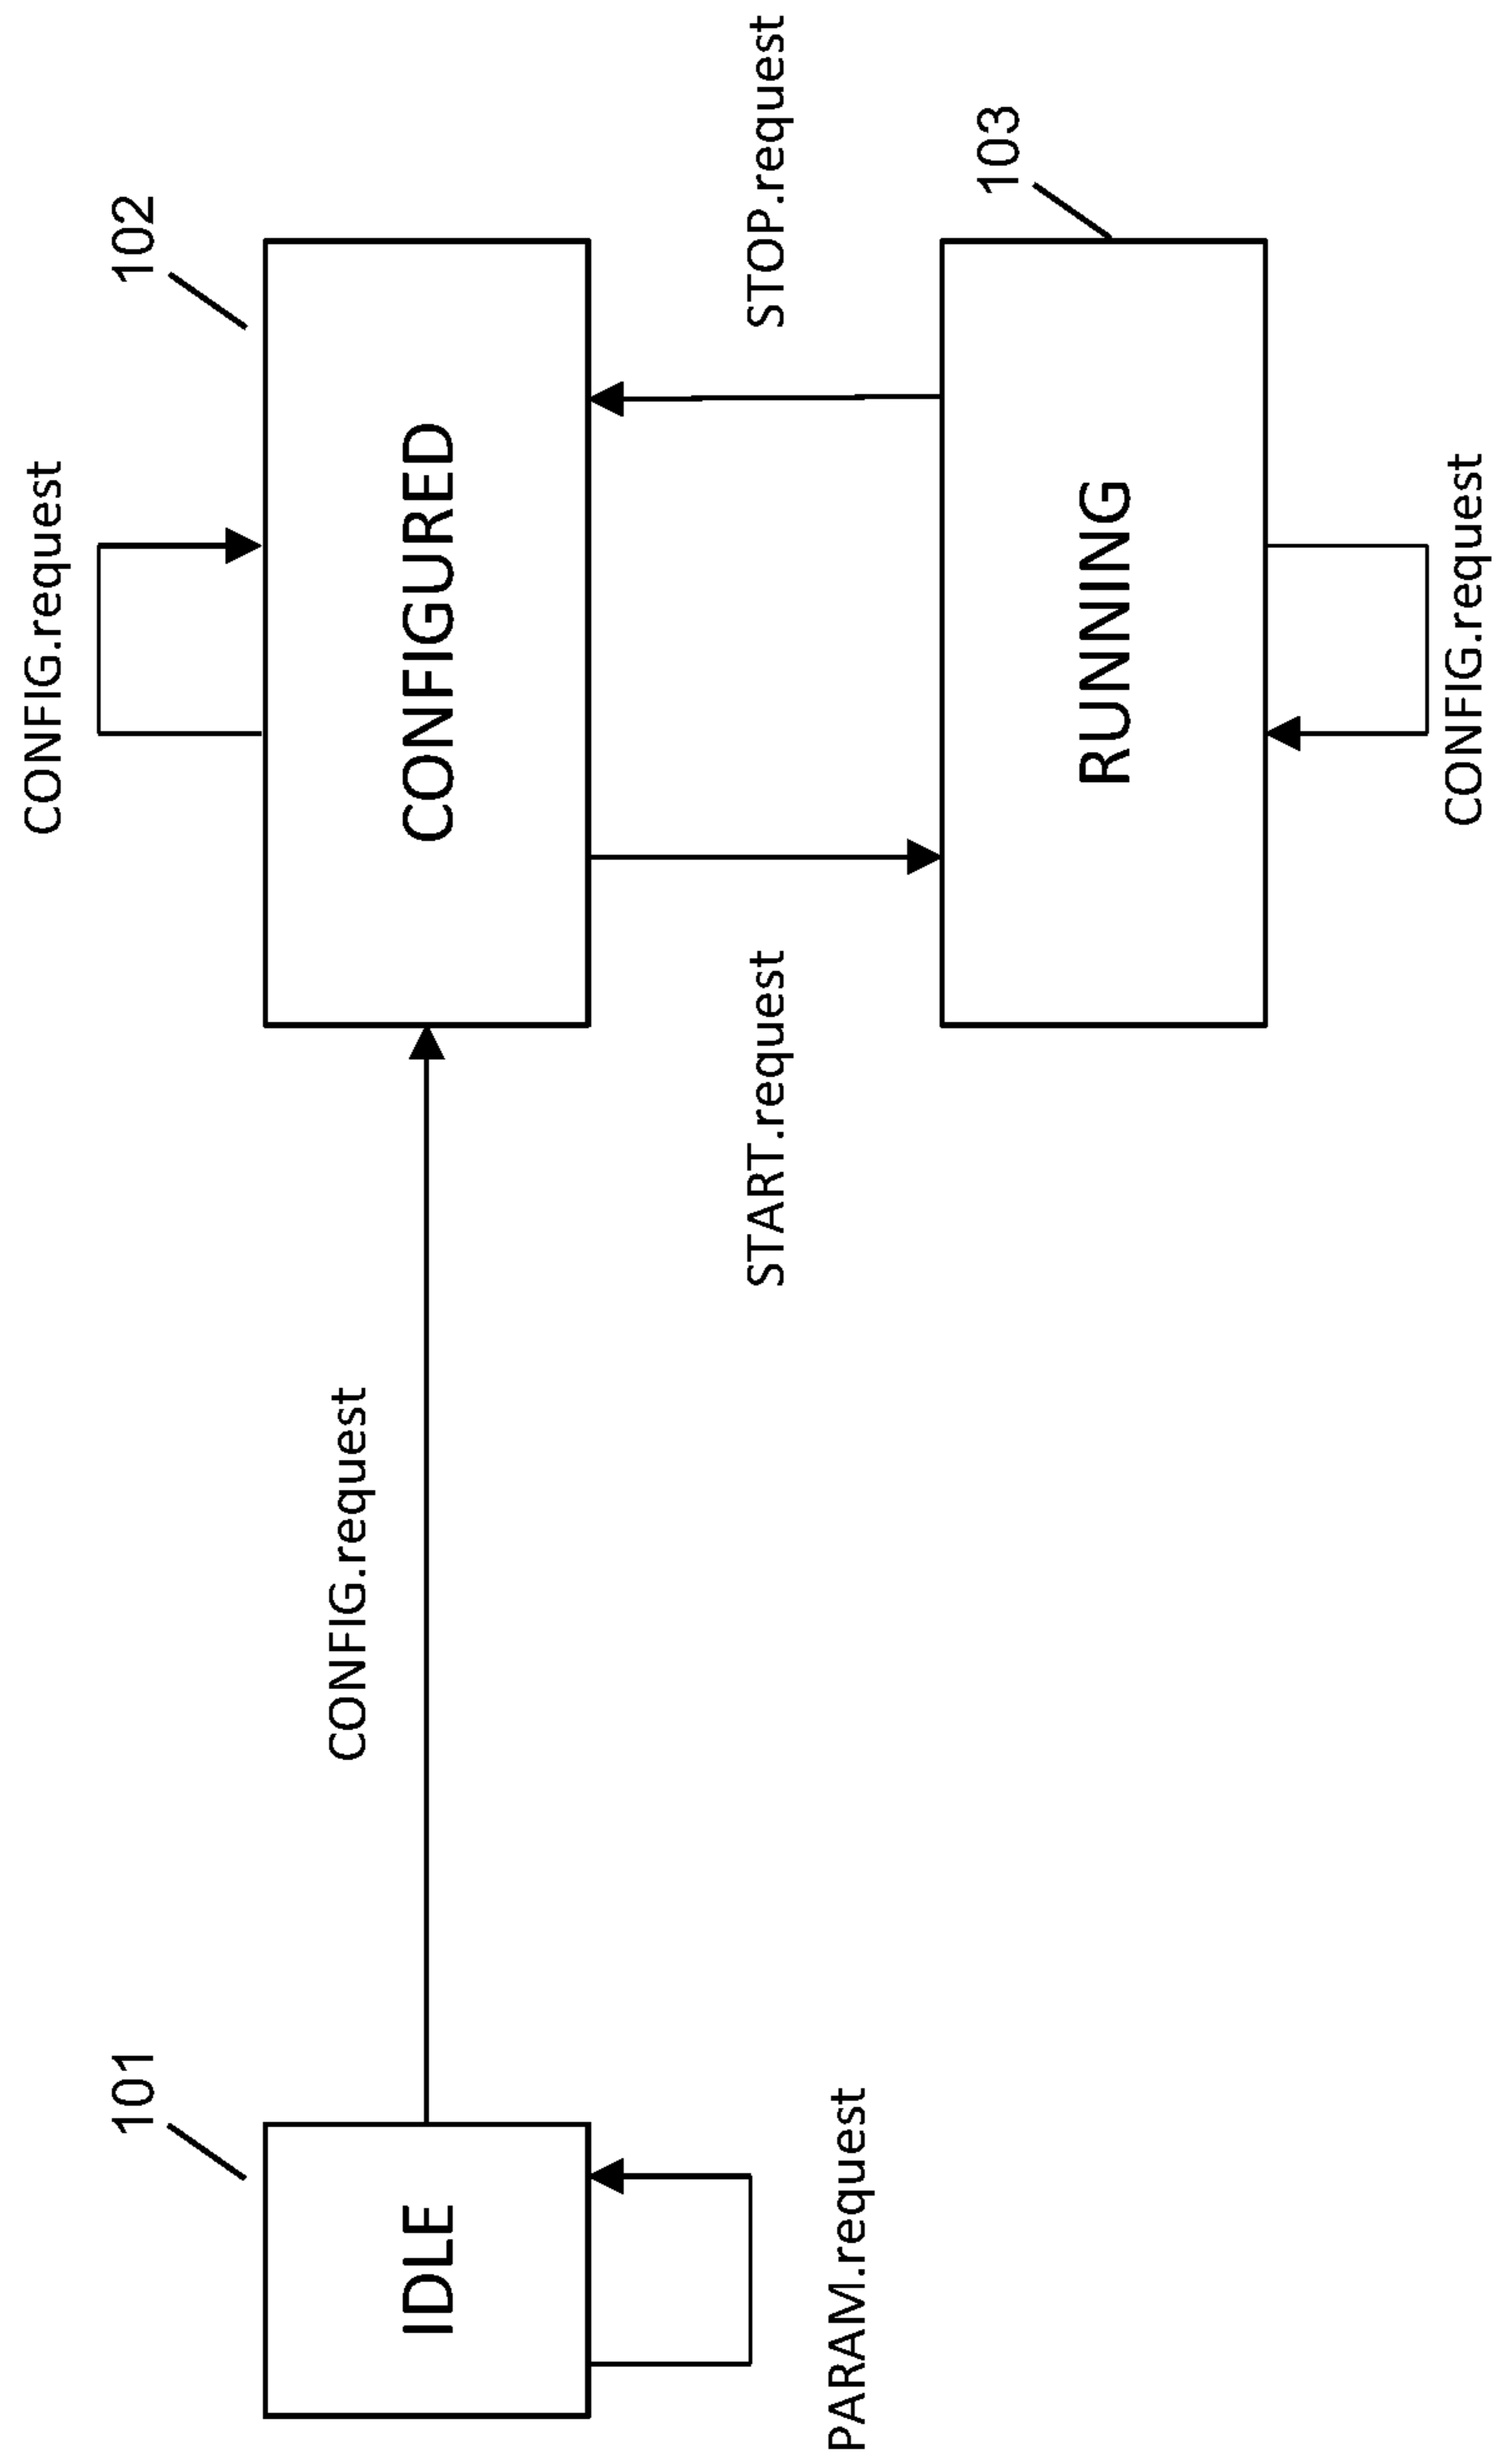 CONFIG.request
101
102
CONFIG.request
IDLE
CONFIGURED
PARAM.request
START.request
STOP.request
103
RUNNING
CONFIG.request